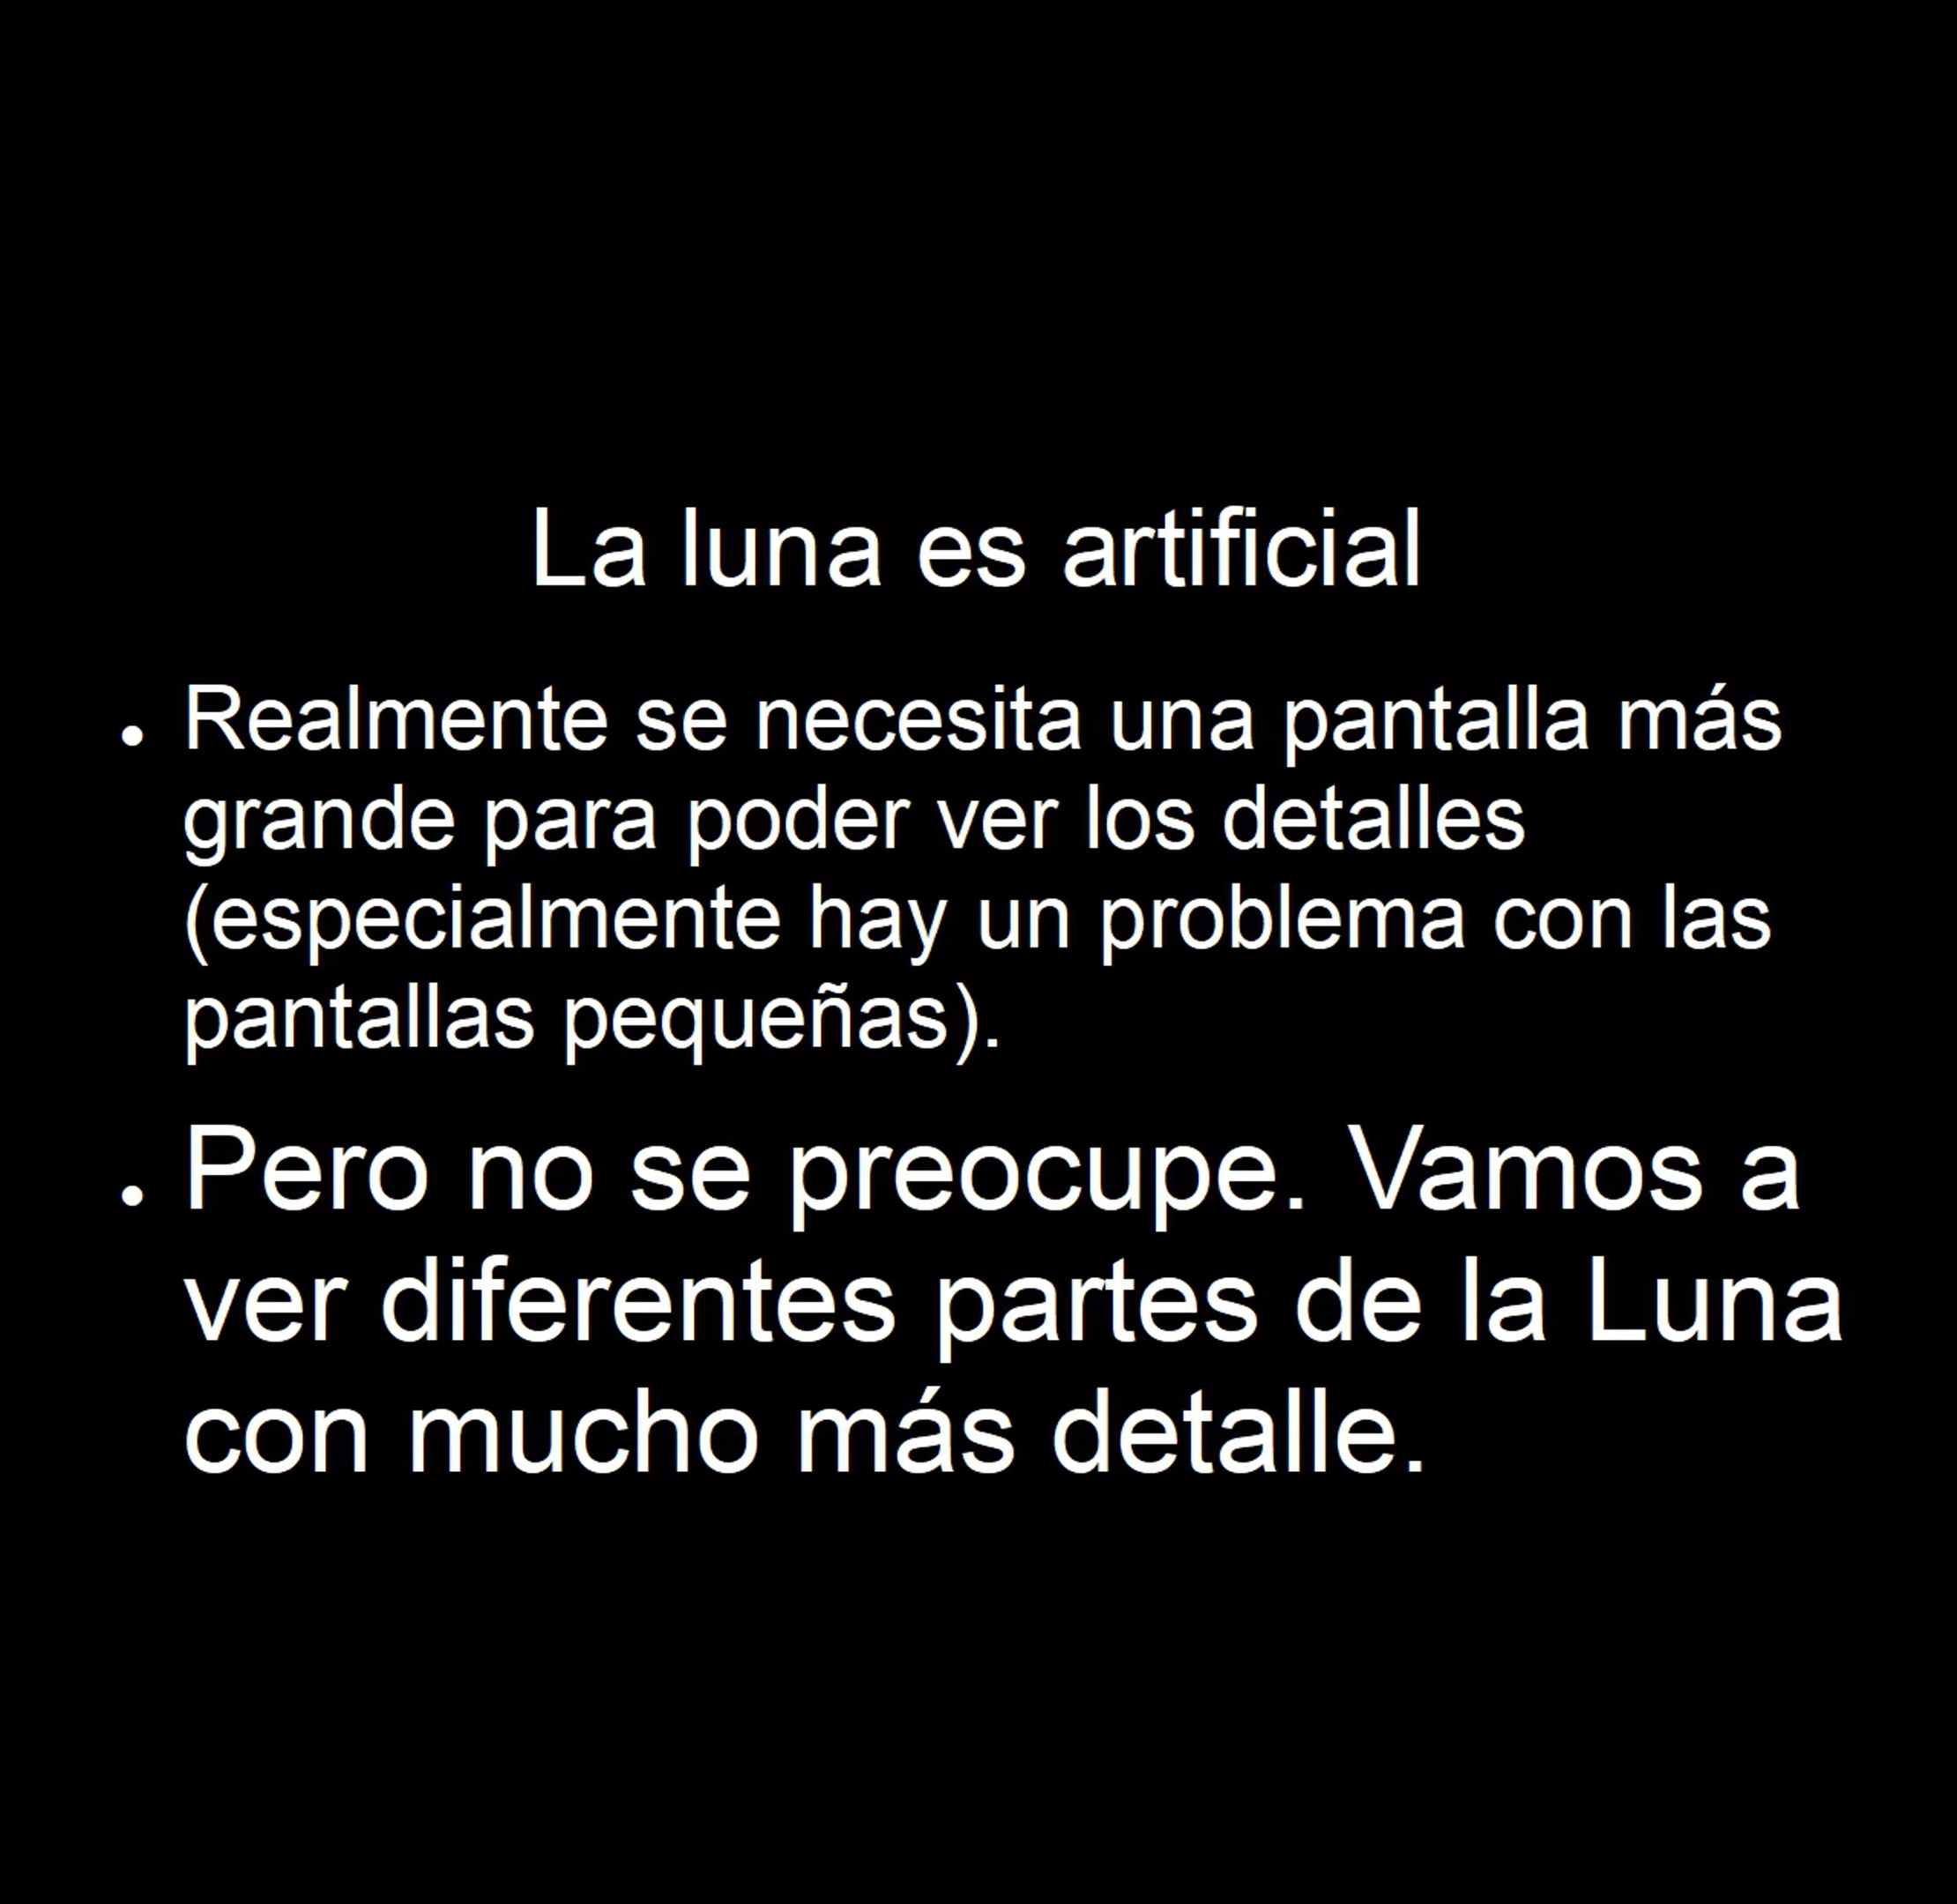 La luna es artificial
• Realmente se necesita una pantalla más
grande para poder ver los detalles
(especialmente hay un problema con las
pantallas pequeñas).
• Pero no se preocupe. Vamos a
ver diferentes partes de la Luna
con mucho más detalle.